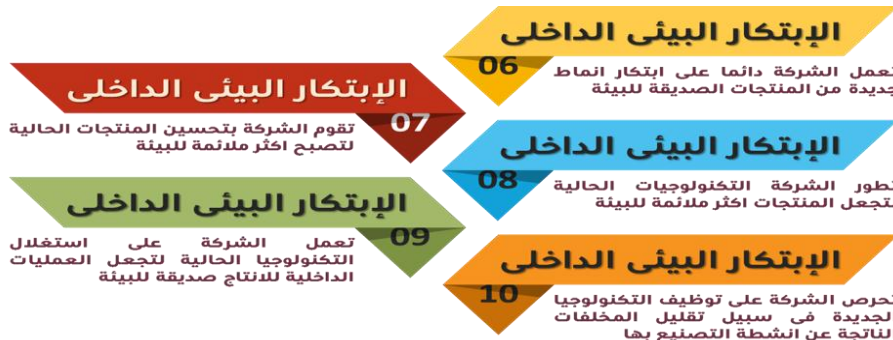 الإبتكار البيئى الداخلى
06
تعمل الشركة دائما على ابتكار انماط
جديدة من المنتجات الصديقة للبيئة
الإبتكار البيئى الداخلى
07
تقوم الشركة بتحسين المنتجات الحالية
لتصبح اكثر ملائمة للبيئة
الإبتكار البيئى الداخلى
08
تطور الشركة التكنولوجيات الحالية
لتجعل المنتجات اكثر ملائمة للبيئة
الإبتكار البيئى الداخلى
09
تعمل الشركة على استغلال
التكنولوجيا الحالية لتجعل العمليات
الداخلية للانتاج صديقة للبيئة
الإبتكار البيئى الداخلى
10
تحرص الشركة على توظيف التكنولوجيا
الجديدة فى سبيل تقليل المخلفات
الناتجة عن انشطة التصنيع بها